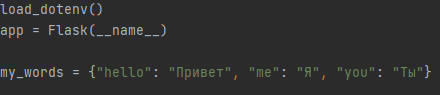 load_dotenv()
app = Flask(__name__)
my_words = {"hello": "Привет", "me": "Я", "you": "Ты"}